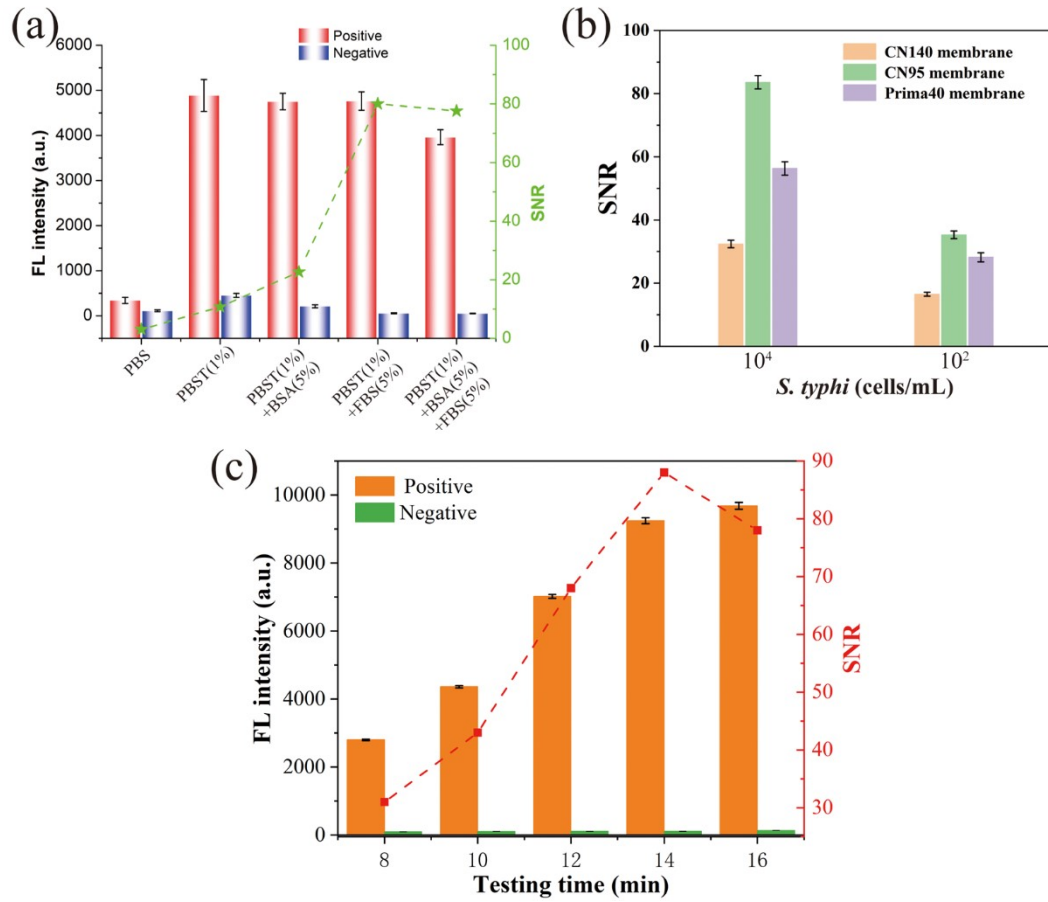 (a)
Positive
Negative
6000
5000
4000
3000
2000
1000
0
FL intensity (a.u.)
100
80
60
40
20
0
SNR
PBS
PBST(1%)
PBST(1%)
+BSA(5%)
PBST(1%)
+FBS(5%)
PBST(1%)
+BSA(5%)
+FBS(5%)
(b)
CN140 membrane
CN95 membrane
Prima40 membrane
100
80
60
40
20
0
SNR
10⁴
10²
S. typhi (cells/mL)
(c)
Positive
Negative
10000
8000
6000
4000
2000
0
FL intensity (a.u.)
90
80
70
60
50
40
30
SNR
8
10
12
14
16
Testing time (min)